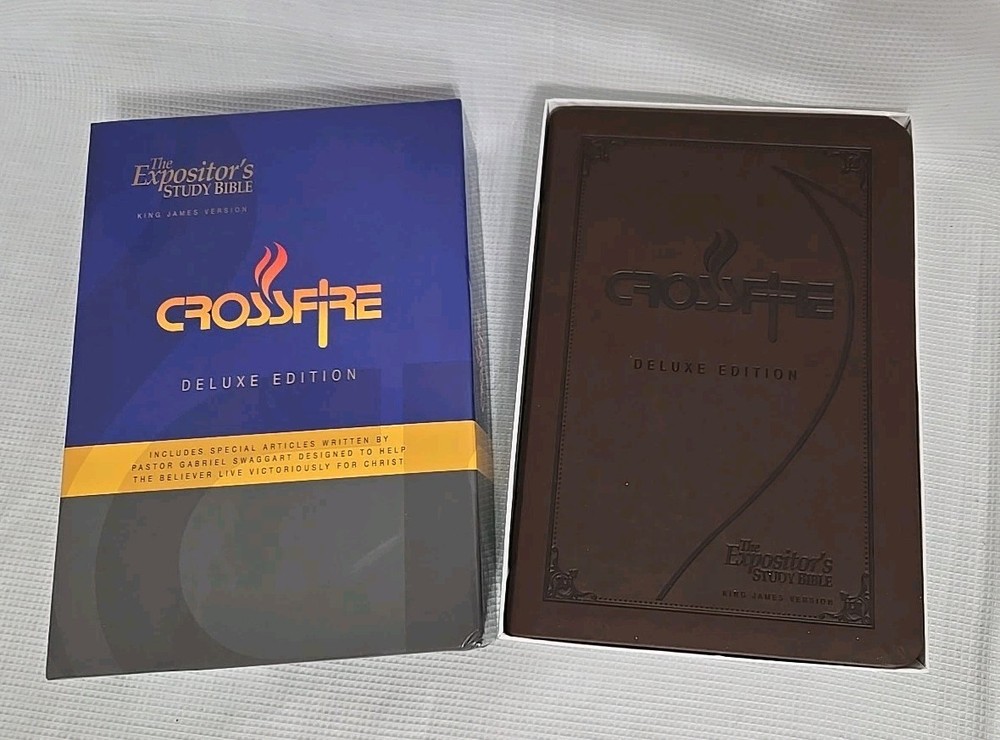 The
Expositor's
STUDY BIBLE
KING JAMES VERSION
CROSSFIRE
DELUXE EDITION
INCLUDES SPECIAL ARTICLES WRITTEN BY
PASTOR GABRIEL SWAGGART DESIGNED TO HELP
THE BELIEVER LIVE VICTORIOUSLY FOR CHRIST
CROSSFIRE
DELUXE EDITION
The
Expositor's
STUDY BIBLE
KING JAMES VERSION